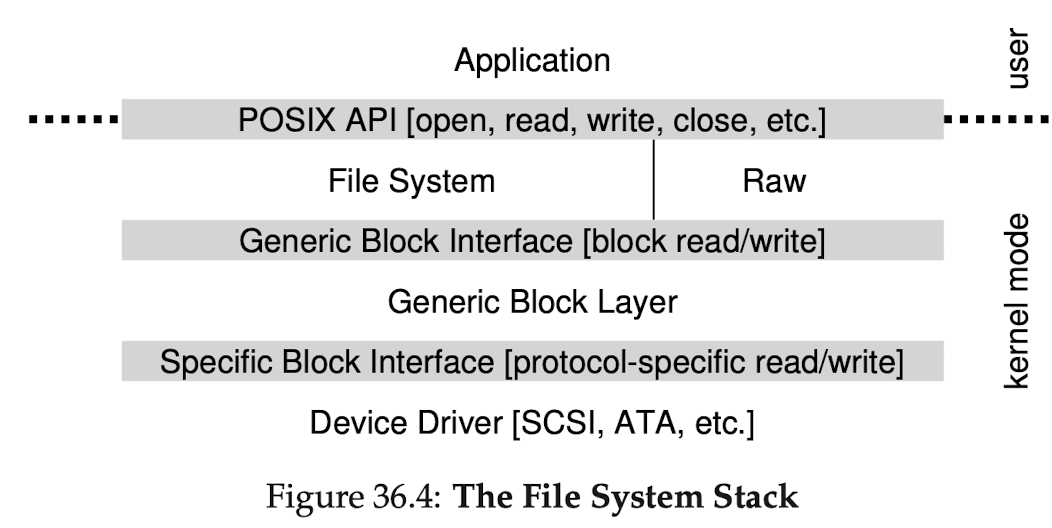 Application
user
POSIX API [open, read, write, close, etc.]
File System
Raw
Generic Block Interface [block read/write]
kernel mode
Generic Block Layer
Specific Block Interface [protocol-specific read/write]
Device Driver [SCSI, ATA, etc.]
Figure 36.4: The File System Stack